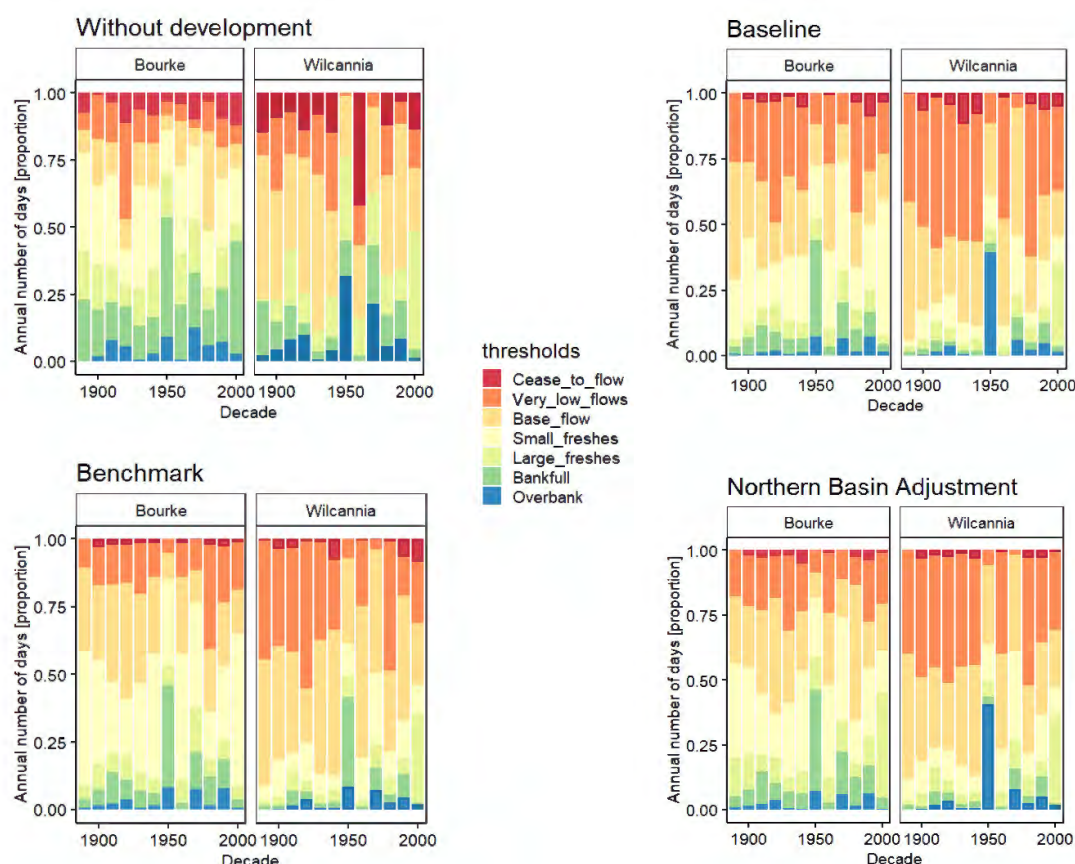 Without development
Bourke
Wilcannia
Annual number of days [proportion]
1.00
0.75
0.50
0.25
0.00
1900
1950
2000
1900
1950
2000
Decade
Baseline
Bourke
Wilcannia
Annual number of days [proportion]
1.00
0.75
0.50
0.25
0.00
1900
1950
2000
1900
1950
2000
Decade
thresholds
Cease_to_flow
Very_low_flows
Base_flow
Small_freshes
Large_freshes
Bankfull
Overbank
Benchmark
Bourke
Wilcannia
Annual number of days [proportion]
1.00
0.75
0.50
0.25
0.00
1900
1950
2000
1900
1950
2000
Decade
Northern Basin Adjustment
Bourke
Wilcannia
Annual number of days [proportion]
1.00
0.75
0.50
0.25
0.00
1900
1950
2000
1900
1950
2000
Decade